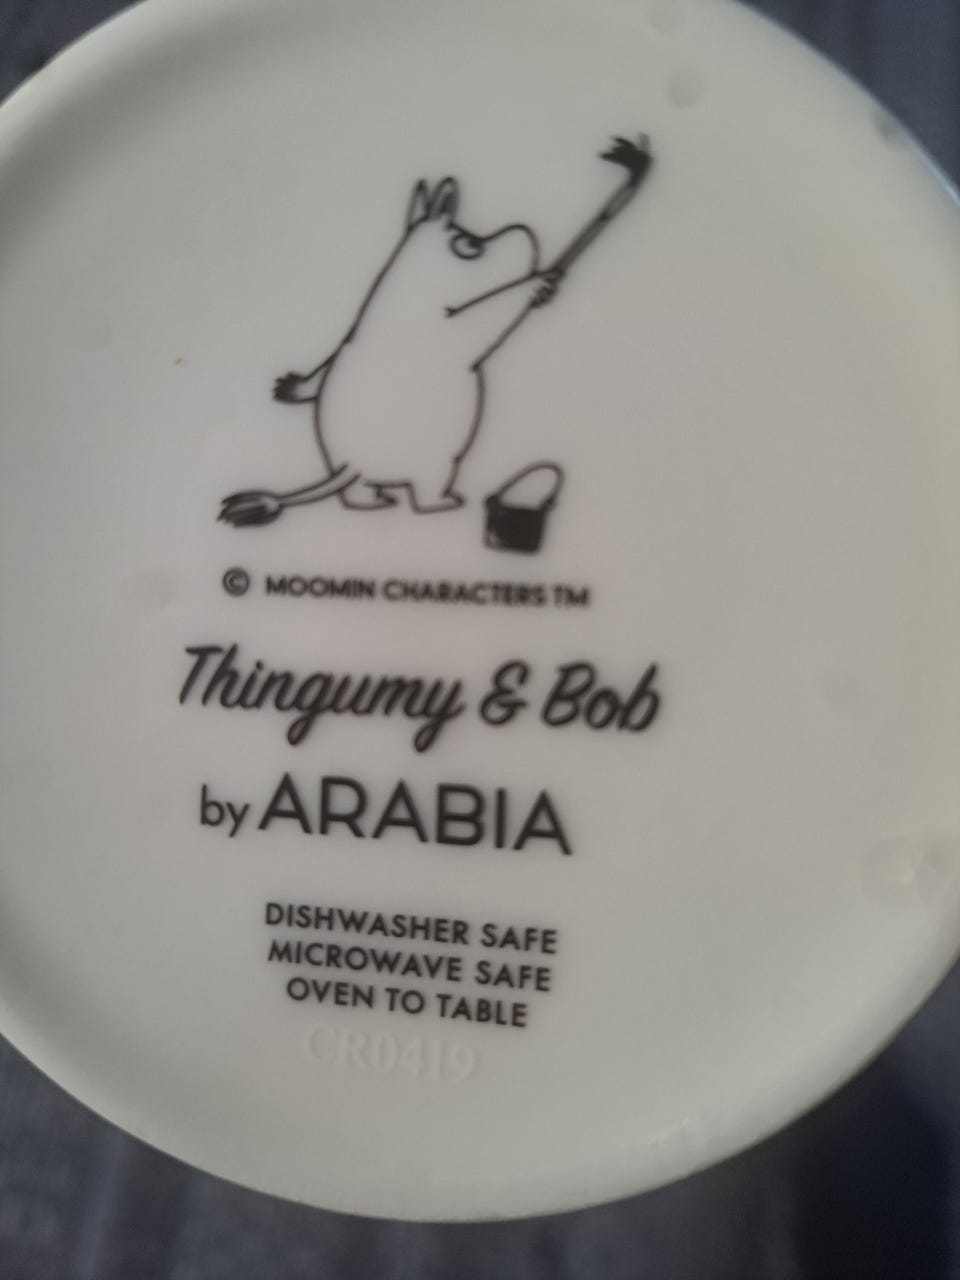 © MOOMIN CHARACTERS TM
Thingumy & Bob
by ARABIA
DISHWASHER SAFE
MICROWAVE SAFE
OVEN TO TABLE
CR0419